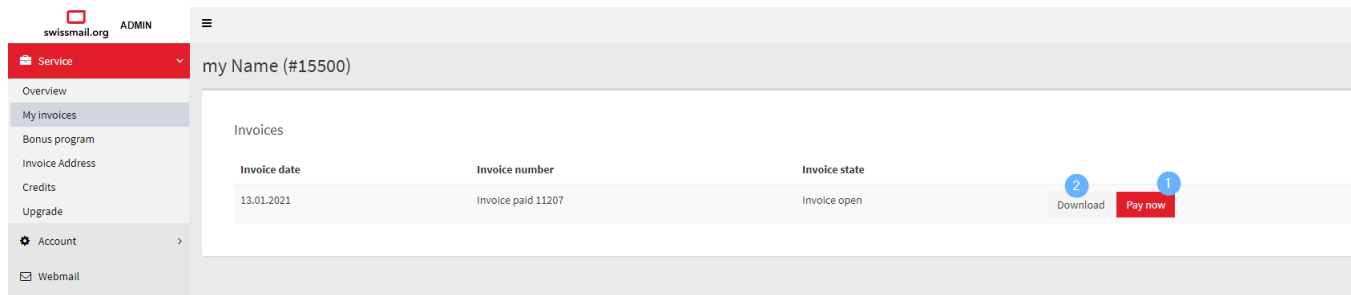 swissmail.org ADMIN
Service
Overview
My invoices
Bonus program
Invoice Address
Credits
Upgrade
Account
Webmail
my Name (#15500)
Invoices
Invoice date Invoice number Invoice state
2 1
13.01.2021 Invoice paid 11207 Invoice open Download Pay now